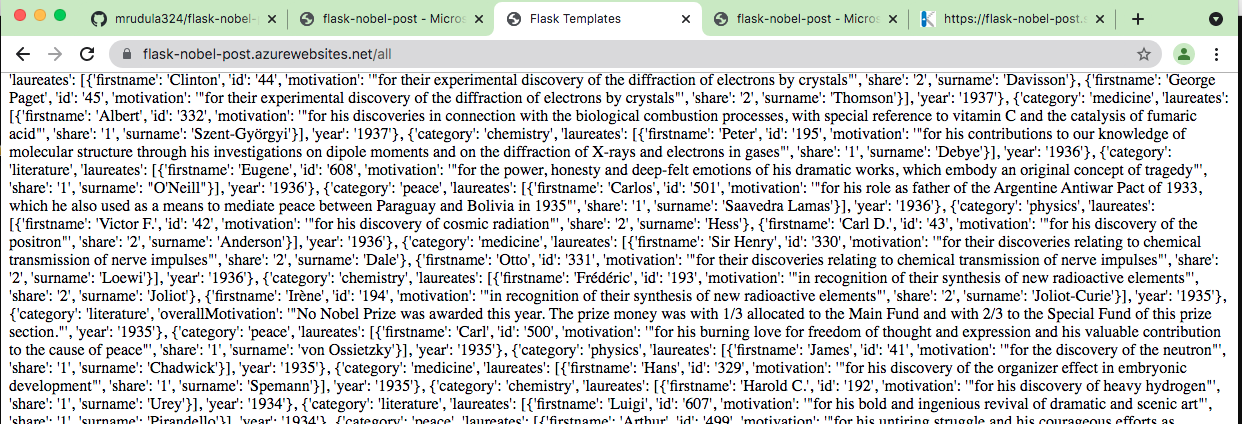 mrudula324/flask-nobel-p
flask-nobel-post - Micros
Flask Templates
flask-nobel-post - Micros
https://flask-nobel-post.
flask-nobel-post.azurewebsites.net/all
'laureates': [{'firstname': 'Clinton', 'id': '44', 'motivation': '"for their experimental discovery of the diffraction of electrons by crystals"', 'share': '2', 'surname': 'Davisson'}, {'firstname': 'George
Paget', 'id': '45', 'motivation': '"for their experimental discovery of the diffraction of electrons by crystals"', 'share': '2', 'surname': 'Thomson'}], 'year': '1937'}, {'category': 'medicine', 'laureates':
[{'firstname': 'Albert', 'id': '332', 'motivation': '"for his discoveries in connection with the biological combustion processes, with special reference to vitamin C and the catalysis of fumaric
acid"', 'share': '1', 'surname': 'Szent-Györgyi'}], 'year': '1937'}, {'category': 'chemistry', 'laureates': [{'firstname': 'Peter', 'id': '195', 'motivation': '"for his contributions to our knowledge of
molecular structure through his investigations on dipole moments and on the diffraction of X-rays and electrons in gases"', 'share': '1', 'surname': 'Debye'}], 'year': '1936'}, {'category':
'literature', 'laureates': [{'firstname': 'Eugene', 'id': '608', 'motivation': '"for the power, honesty and deep-felt emotions of his dramatic works, which embody an original concept of tragedy"',
'share': '1', 'surname': "O'Neill"}], 'year': '1936'}, {'category': 'peace', 'laureates': [{'firstname': 'Carlos', 'id': '501', 'motivation': '"for his role as father of the Argentine Antiwar Pact of 1933,
which he also used as a means to mediate peace between Paraguay and Bolivia in 1935"', 'share': '1', 'surname': 'Saavedra Lamas'}], 'year': '1936'}, {'category': 'physics', 'laureates':
[{'firstname': 'Victor F.', 'id': '42', 'motivation': '"for his discovery of cosmic radiation"', 'share': '2', 'surname': 'Hess'}, {'firstname': 'Carl D.', 'id': '43', 'motivation': '"for his discovery of the
positron"', 'share': '2', 'surname': 'Anderson'}], 'year': '1936'}, {'category': 'medicine', 'laureates': [{'firstname': 'Sir Henry', 'id': '330', 'motivation': '"for their discoveries relating to chemical
transmission of nerve impulses"', 'share': '2', 'surname': 'Dale'}, {'firstname': 'Otto', 'id': '331', 'motivation': '"for their discoveries relating to chemical transmission of nerve impulses"', 'share':
'2', 'surname': 'Loewi'}], 'year': '1936'}, {'category': 'chemistry', 'laureates': [{'firstname': 'Frédéric', 'id': '193', 'motivation': '"in recognition of their synthesis of new radioactive elements"',
'share': '2', 'surname': 'Joliot'}, {'firstname': 'Irène', 'id': '194', 'motivation': '"in recognition of their synthesis of new radioactive elements"', 'share': '2', 'surname': 'Joliot-Curie'}], 'year': '1935'},
{'category': 'literature', 'overallMotivation': '"No Nobel Prize was awarded this year. The prize money was with 1/3 allocated to the Main Fund and with 2/3 to the Special Fund of this prize
section."', 'year': '1935'}, {'category': 'peace', 'laureates': [{'firstname': 'Carl', 'id': '500', 'motivation': '"for his burning love for freedom of thought and expression and his valuable contribution
to the cause of peace"', 'share': '1', 'surname': 'von Ossietzky'}], 'year': '1935'}, {'category': 'physics', 'laureates': [{'firstname': 'James', 'id': '41', 'motivation': '"for the discovery of the neutron"',
'share': '1', 'surname': 'Chadwick'}], 'year': '1935'}, {'category': 'medicine', 'laureates': [{'firstname': 'Hans', 'id': '329', 'motivation': '"for his discovery of the organizer effect in embryonic
development"', 'share': '1', 'surname': 'Spemann'}], 'year': '1935'}, {'category': 'chemistry', 'laureates': [{'firstname': 'Harold C.', 'id': '192', 'motivation': '"for his discovery of heavy hydrogen"',
'share': '1', 'surname': 'Urey'}], 'year': '1934'}, {'category': 'literature', 'laureates': [{'firstname': 'Luigi', 'id': '607', 'motivation': '"for his bold and ingenious revival of dramatic and scenic art"',
'share': '1', 'surname': 'Pirandello'}], 'year': '1934'}, {'category': 'peace', 'laureates': [{'firstname': 'Arthur', 'id': '499', 'motivation': '"for his untiring struggle and his courageous efforts as